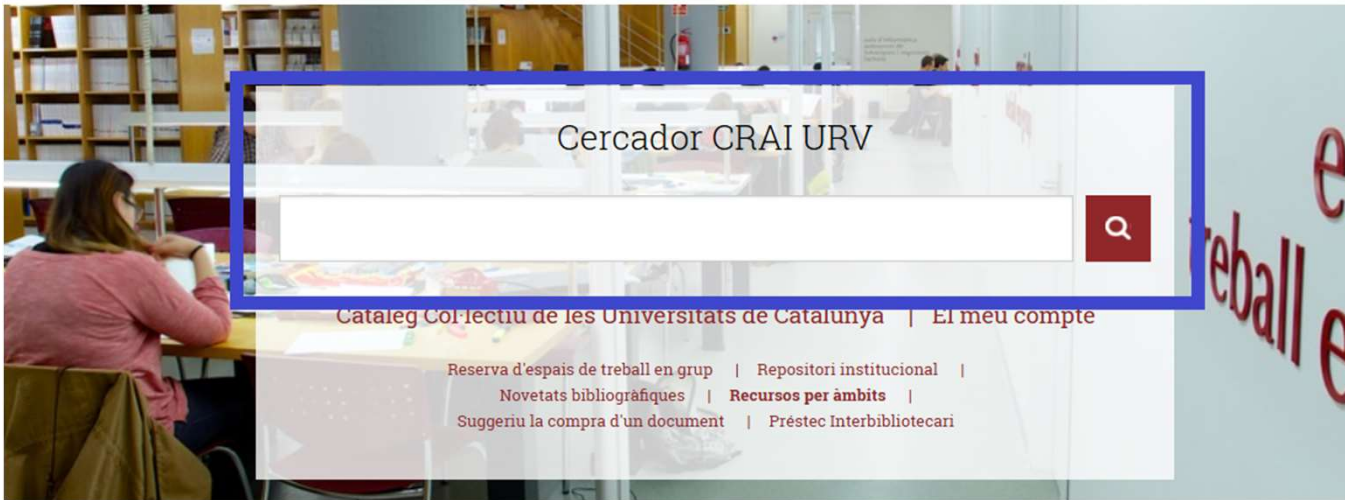 Cercador CRAI URV
Catàleg Col·lectiu de les Universitats de Catalunya | El meu compte
Reserva d'espais de treball en grup | Repositori institucional |
Novetats bibliogràfiques | Recursos per àmbits |
Suggeriu la compra d'un document | Préstec Interbibliotecari
e
treball e